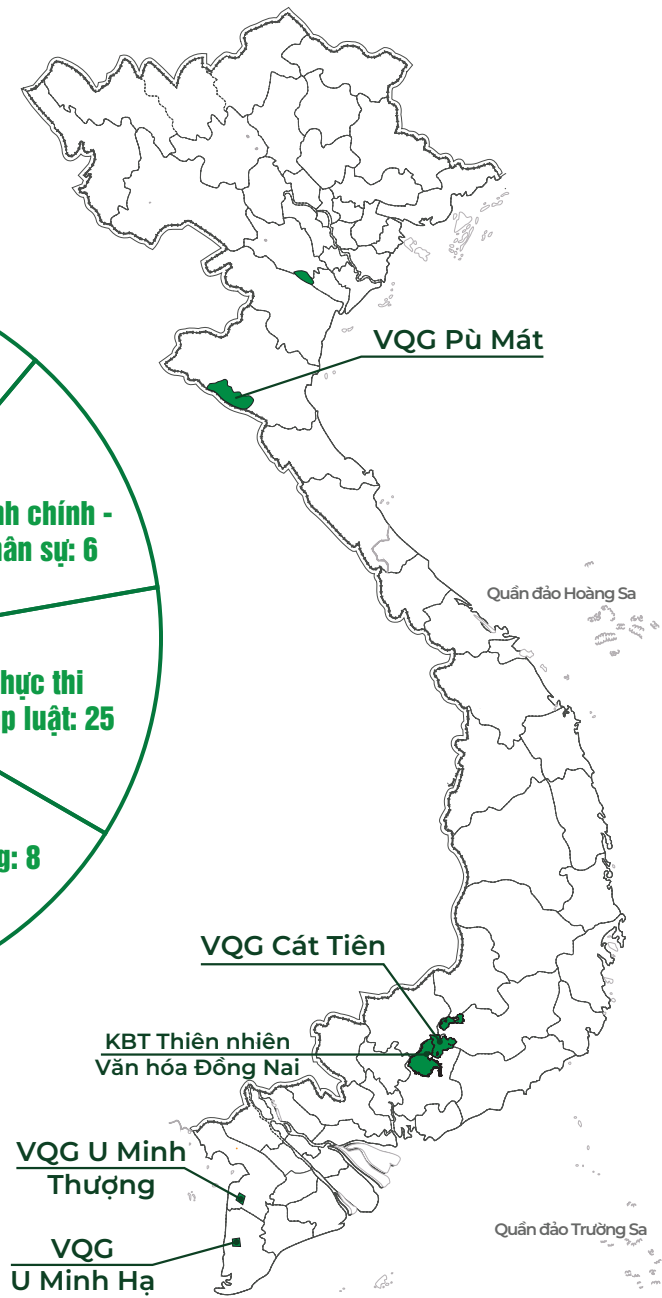 VQG Pù Mát
nh chính -
ân sự: 6
Quần đảo Hoàng Sa
hực thi
p luật: 25
g: 8
VQG Cát Tiên
KBT Thiên nhiên
Văn hóa Đồng Nai
VQG U Minh
Thượng
Quần đảo Trường Sa
VQG
U Minh Hạ